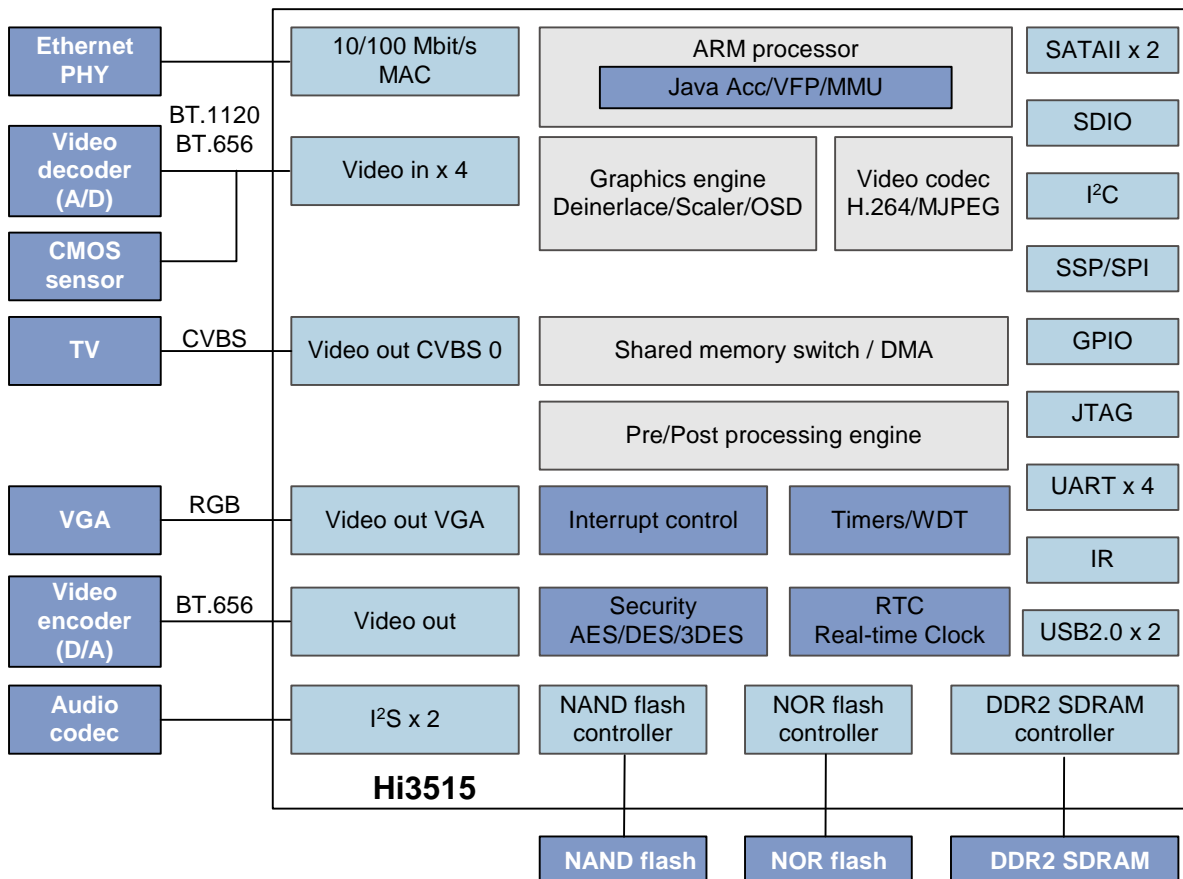 Ethernet
PHY
10/100 Mbit/s
MAC
ARM processor
Java Acc/VFP/MMU
SATAII x 2
BT.1120
BT.656
SDIO
Video
decoder
(A/D)
Video in x 4
Graphics engine
Deinerlace/Scaler/OSD
Video codec
H.264/MJPEG
I²C
CMOS
sensor
SSP/SPI
TV
CVBS
Video out CVBS 0
Shared memory switch / DMA
GPIO
JTAG
Pre/Post processing engine
UART x 4
VGA
RGB
Video out VGA
Interrupt control
Timers/WDT
IR
Video
encoder
(D/A)
BT.656
Video out
Security
AES/DES/3DES
RTC
Real-time Clock
USB2.0 x 2
Audio
codec
I²S x 2
NAND flash
controller
NOR flash
controller
DDR2 SDRAM
controller
Hi3515
NAND flash
NOR flash
DDR2 SDRAM